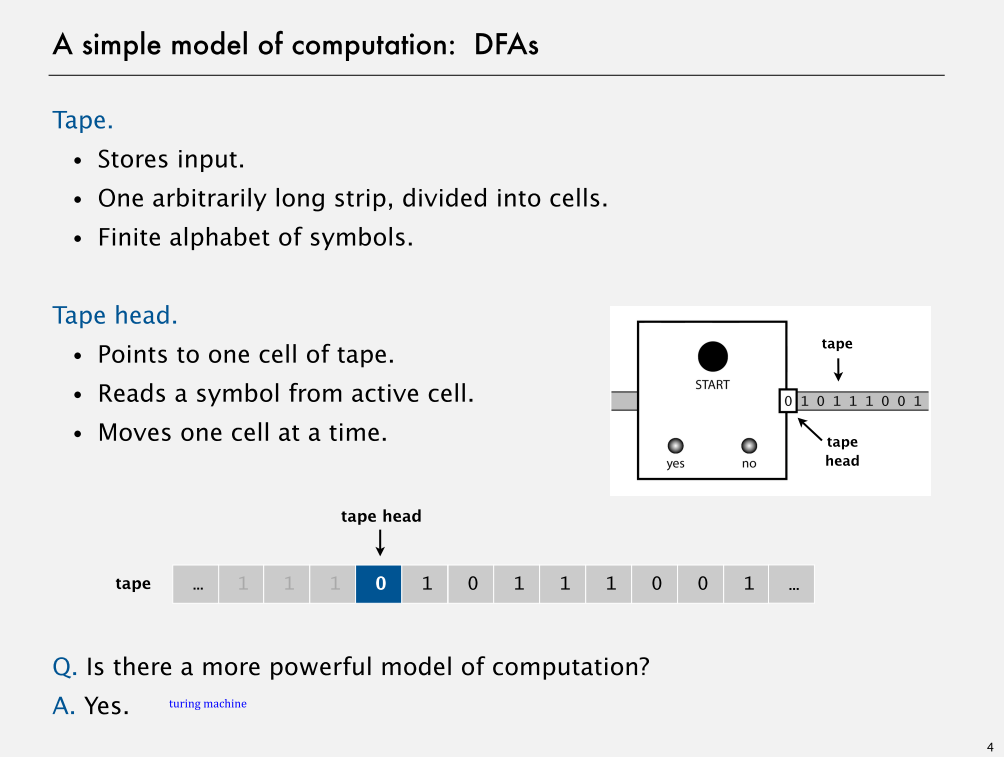 A simple model of computation: DFAs
Tape.
• Stores input.
• One arbitrarily long strip, divided into cells.
• Finite alphabet of symbols.
Tape head.
• Points to one cell of tape.
• Reads a symbol from active cell.
• Moves one cell at a time.
tape
START
0 1 0 1 1 1 0 0 1
tape
head
yes no
tape head
tape … 1 1 1 0 1 0 1 1 1 0 0 1 …
Q. Is there a more powerful model of computation?
A. Yes. turing machine
4